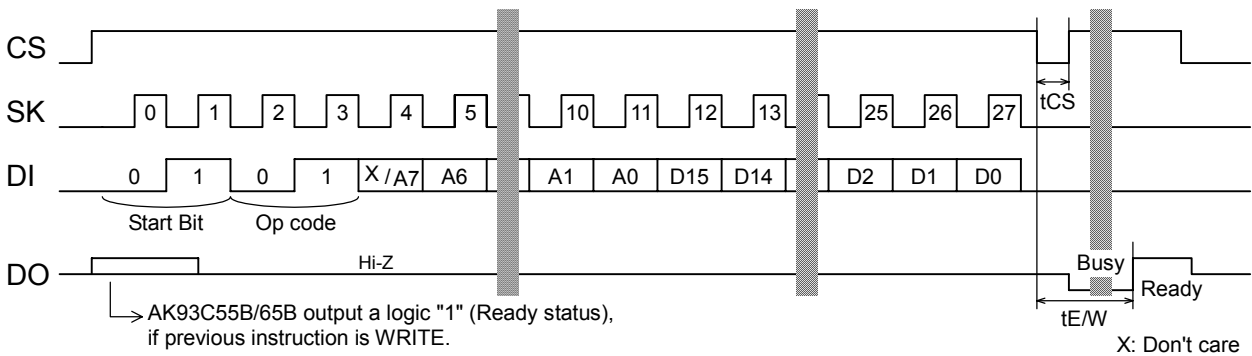 CS
tCS
SK 0 1 2 3 4 5 10 11 12 13 25 26 27
DI 0 1 0 1 X /A7 A6 A1 A0 D15 D14 D2 D1 D0
Start Bit Op code
DO Hi-Z Busy Ready
AK93C55B/65B output a logic "1" (Ready status),
if previous instruction is WRITE.
tE/W
X: Don't care